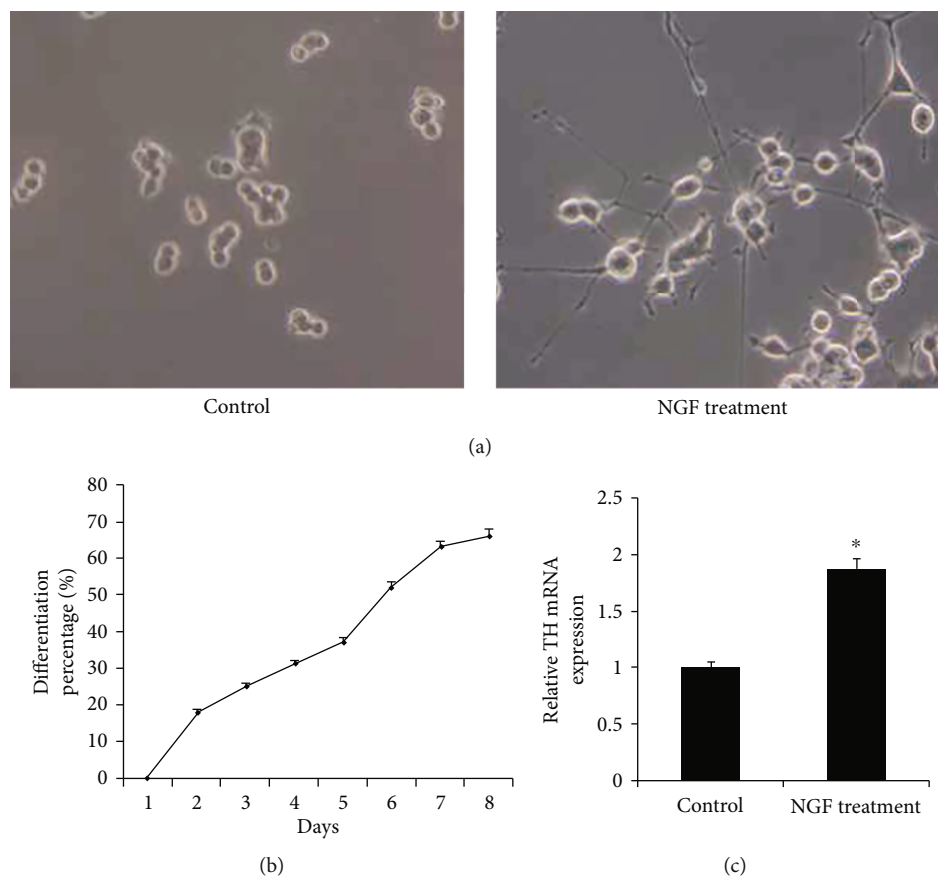 Control
NGF treatment
(a)
80
70
60
50
40
30
20
10
0
Differentiation
percentage (%)
1 2 3 4 5 6 7 8
Days
(b)
2.5
2
1.5
1
0.5
0
Relative TH mRNA
expression
*
Control
NGF treatment
(c)